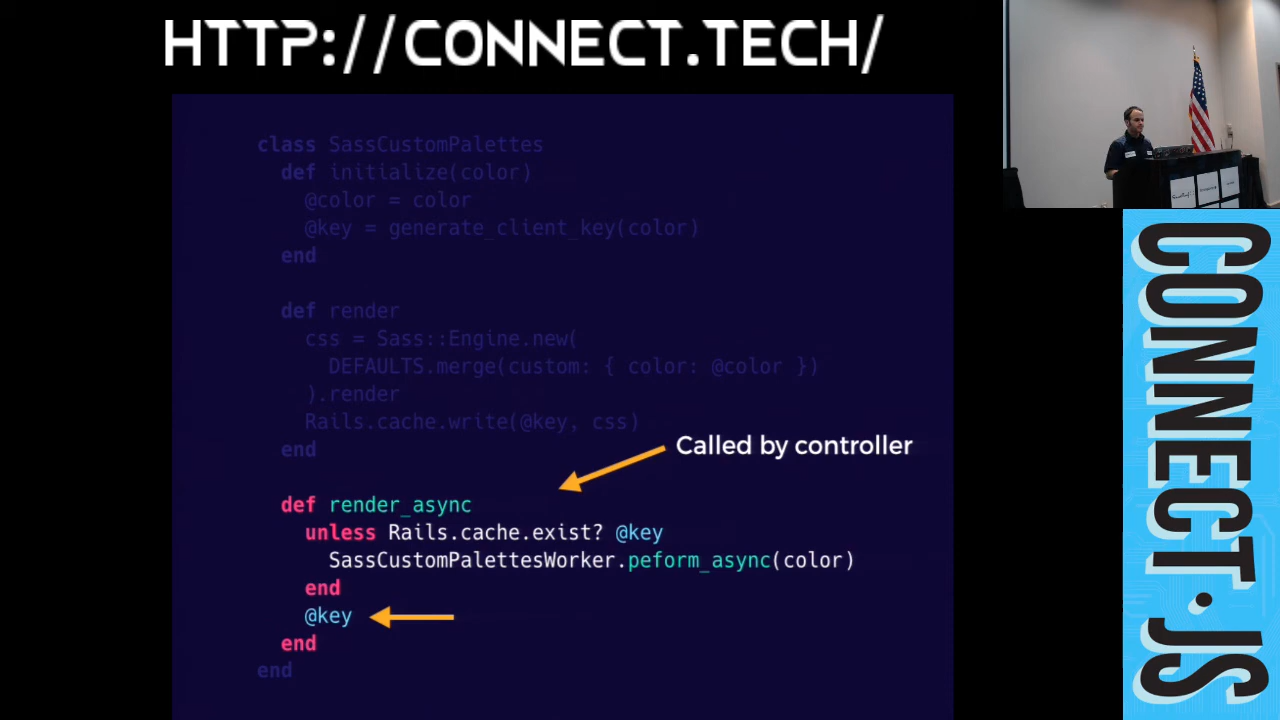 HTTP://CONNECT.TECH/
class SassCustomPalettes
def initialize(color)
@color = color
@key = generate_client_key(color)
end
def render
css = Sass::Engine.new(
DEFAULTS.merge(custom: { color: @color })
).render
Rails.cache.write(@key, css)
end
Called by controller
def render_async
unless Rails.cache.exist? @key
SassCustomPalettesWorker.peform_async(color)
end
@key
end
end
CONNECT.JS